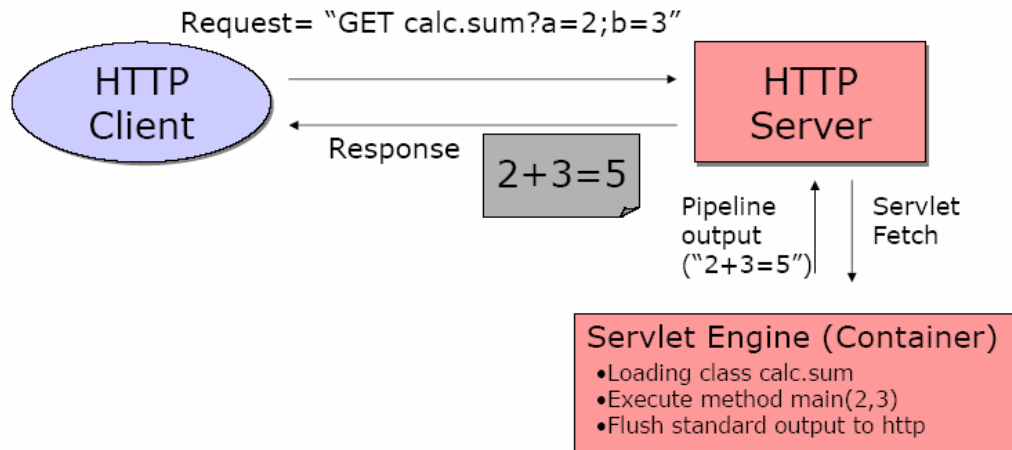 Request= “GET calc.sum?a=2;b=3”
HTTP
Client
HTTP
Server
Response
2+3=5
Pipeline
output
(“2+3=5”)
Servlet
Fetch
Servlet Engine (Container)
•Loading class calc.sum
•Execute method main(2,3)
•Flush standard output to http